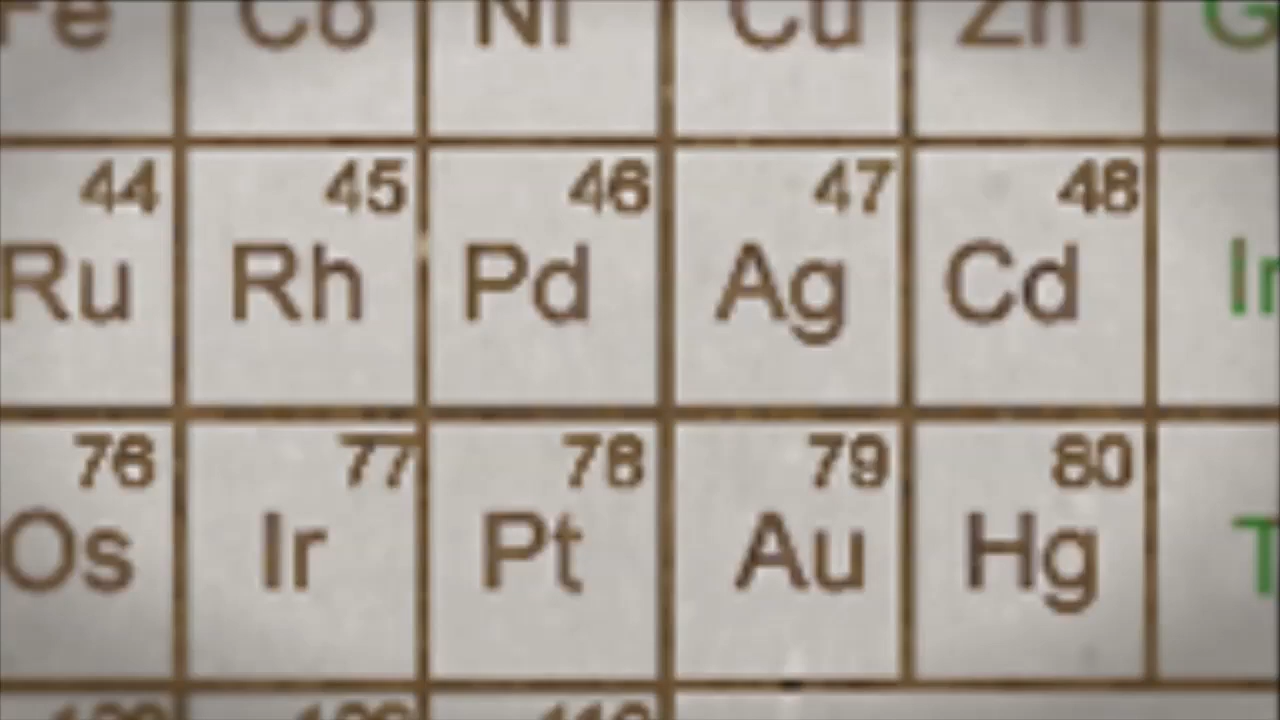 Fe Co Ni Cu Zn
44 45 46 47 48
Ru Rh Pd Ag Cd
76 77 78 79 80
Os Ir Pt Au Hg